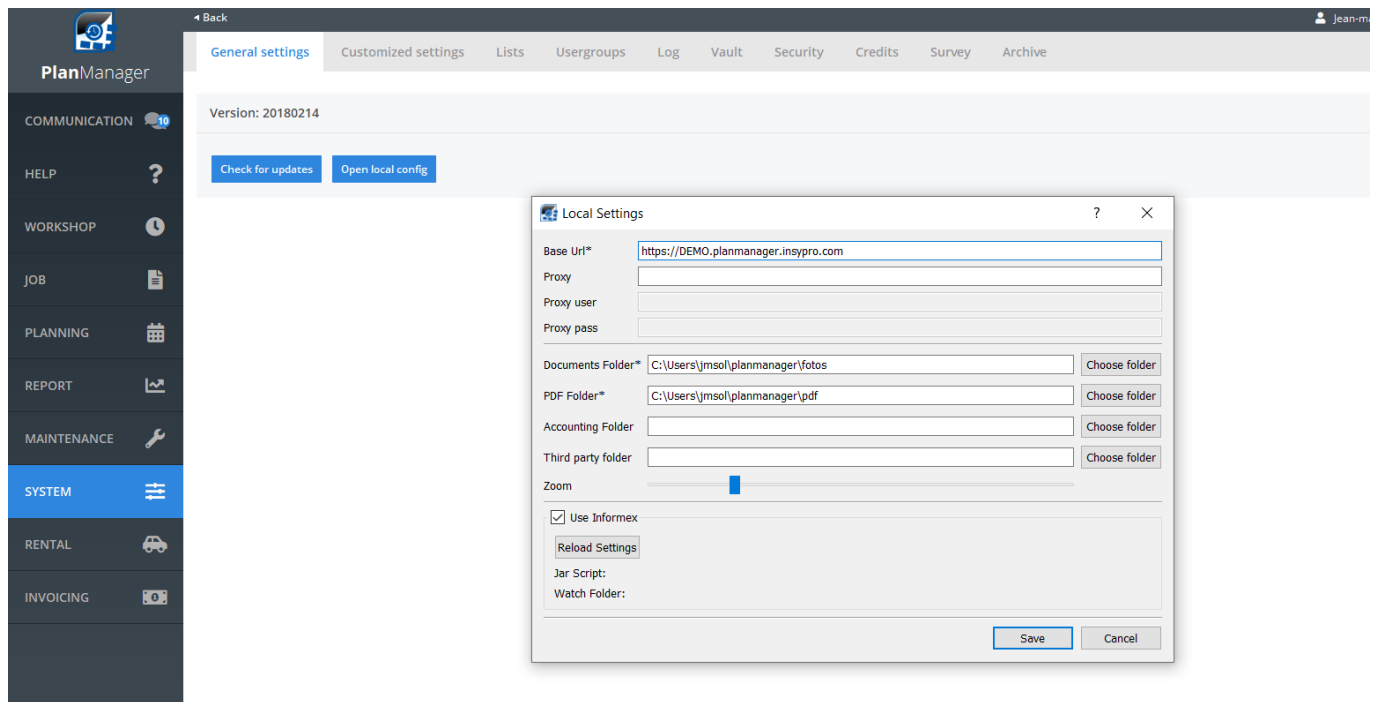 Back
Jean-ma
PlanManager
General settings Customized settings Lists Usergroups Log Vault Security Credits Survey Archive
Version: 20180214
Check for updates Open local config
COMMUNICATION 10
HELP ?
WORKSHOP
JOB
PLANNING
REPORT
MAINTENANCE
SYSTEM
RENTAL
INVOICING
Local Settings ?
Base Url* https://DEMO.planmanager.insypro.com
Proxy
Proxy user
Proxy pass
Documents Folder* C:\Users\jmsol\planmanager\fotos Choose folder
PDF Folder* C:\Users\jmsol\planmanager\pdf Choose folder
Accounting Folder Choose folder
Third party folder Choose folder
Zoom
Use Informex
Reload Settings
Jar Script:
Watch Folder:
Save Cancel